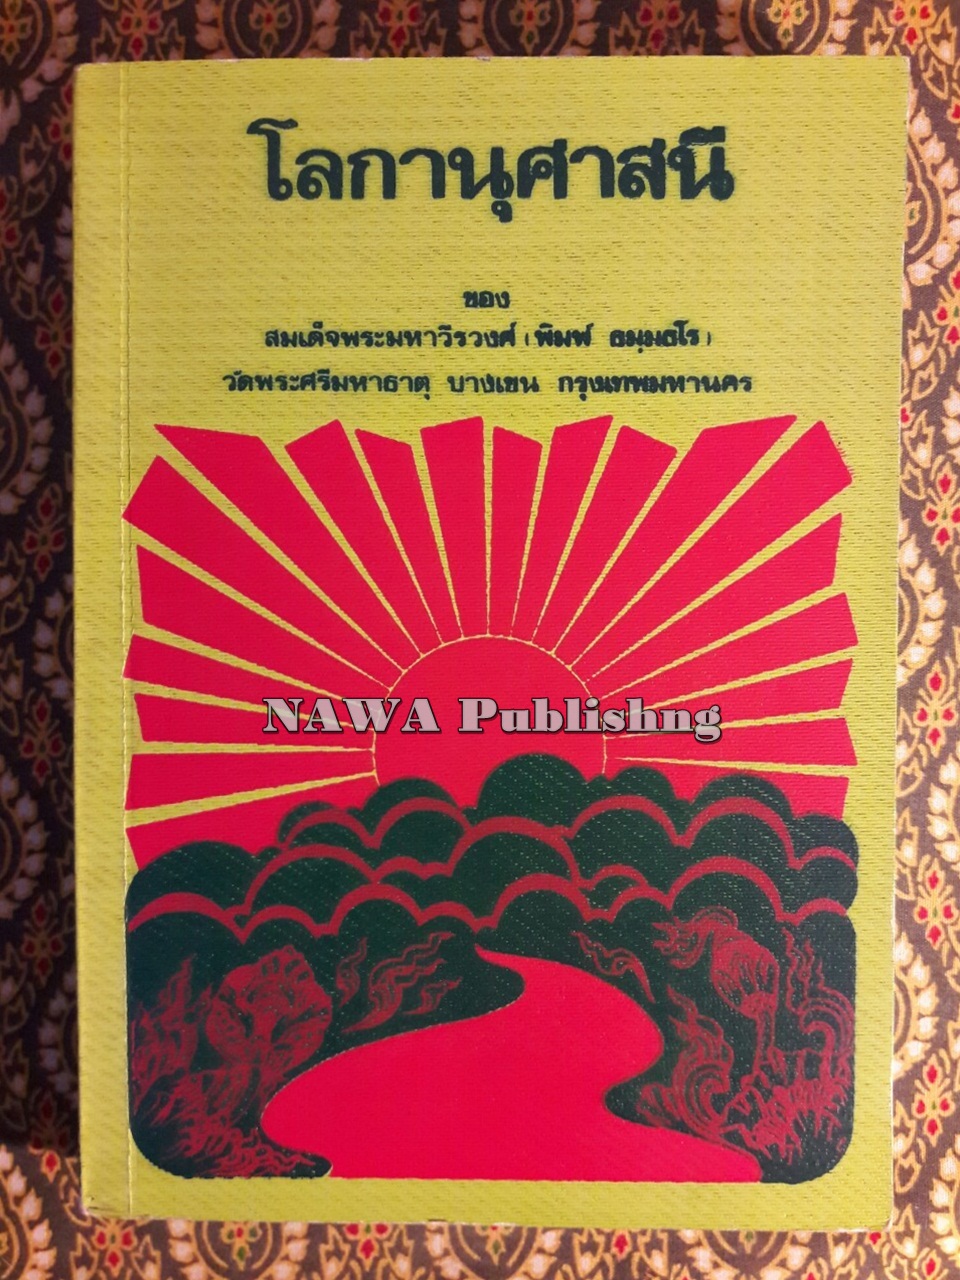 โลกานุศาสนี
ของ
สมเด็จพระมหาวีรวงศ์ (พิมพ์ ธมฺมธโร)
วัดพระศรีมหาธาตุ บางเขน กรุงเทพมหานคร
NAWA Publishng